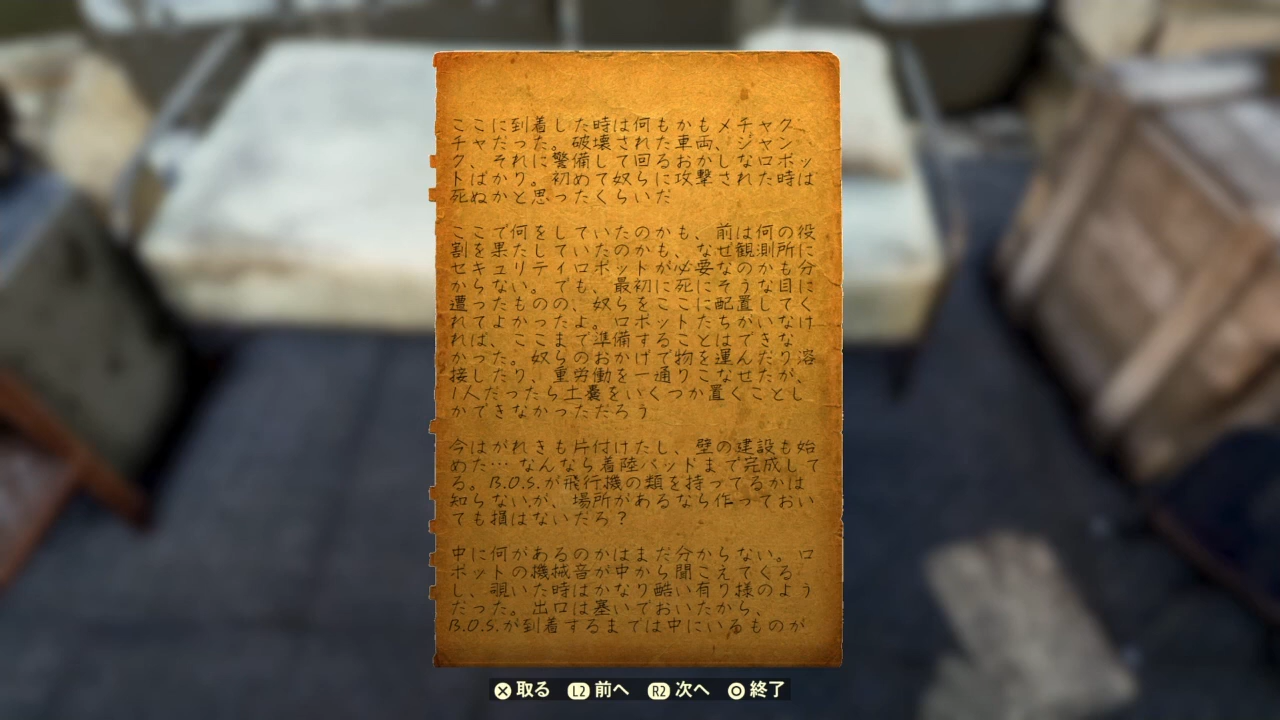 ここに到着した時は何もかもメチャク
チャだった。破壊された車両、ジャン
ク、それに警備して回るおかしなロボッ
トばかり。初めて奴らに攻撃された時は
死ぬかと思ったくらいだ
ここで何をしていたのかも、前は何の役
割を果たしていたのかも、なぜ観測所に
セキュリティロボットが必要なのかも分
からない。でも、最初に死にそうな目に
遭ったものの、奴らをここに配置してく
れてよかったよ。ロボットたちがいなけ
れば、ここまで準備することはできな
かった。奴らのおかげで物を運んだり溶
接したり、重労働を一通りこなせたが、
1人だったら土嚢をいくつか置くことし
かできなかっただろう
今はがれきも片付けたし、壁の建設も始
めた… なんなら着陸パッドまで完成して
る。B.O.S.が飛行機の類を持ってるかは
知らないが、場所があるなら作っておい
ても損はないだろ？
中に何があるのかはまだ分からない。ロ
ボットの機械音が中から聞こえてくる
し、覗いた時はかなり酷い有り様のよう
だった。出口は塞いでおいたから、
B.O.S.が到着するまでは中にいるものが
✕ 取る L2 前へ R2 次へ ○ 終了